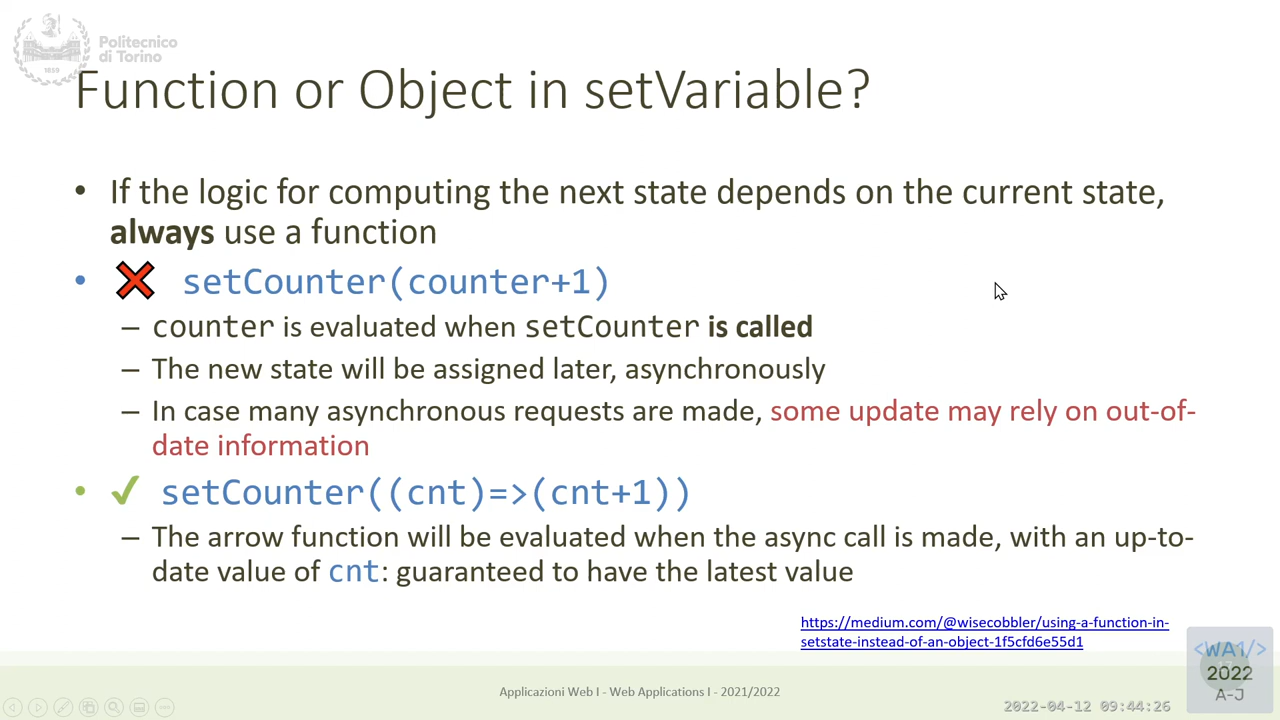 Politecnico
di Torino
1859
Function or Object in setVariable?
• If the logic for computing the next state depends on the current state,
always use a function
• ❌ setCounter(counter+1)
– counter is evaluated when setCounter is called
– The new state will be assigned later, asynchronously
– In case many asynchronous requests are made, some update may rely on out-of-
date information
• ✔ setCounter((cnt)=>(cnt+1))
– The arrow function will be evaluated when the async call is made, with an up-to-
date value of cnt: guaranteed to have the latest value
https://medium.com/@wisecobbler/using-a-function-in-
setstate-instead-of-an-object-1f5cfd6e55d1
Applicazioni Web I - Web Applications I - 2021/2022
<WA1/>
2022
A-J
2022-04-12 09:44:26